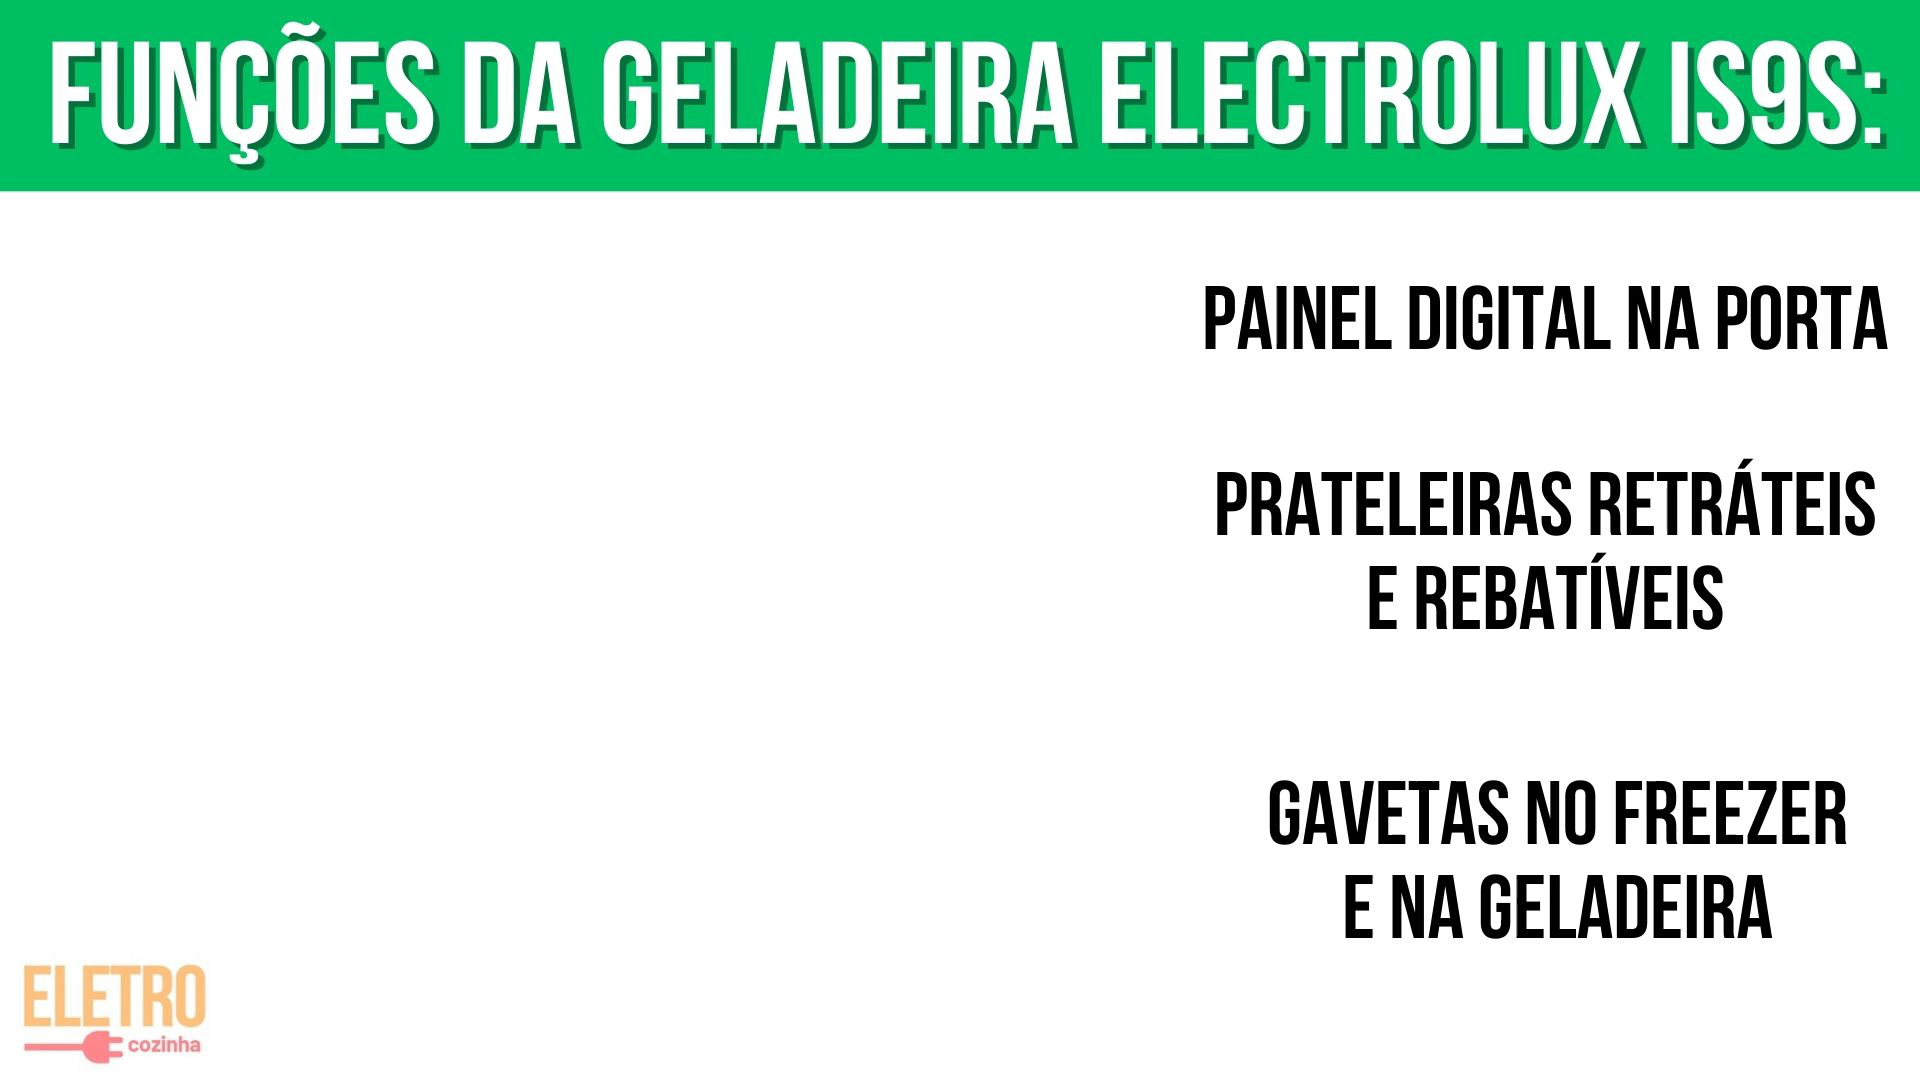 FUNÇÕES DA GELADEIRA ELECTROLUX IS9S:
PAINEL DIGITAL NA PORTA
PRATELEIRAS RETRÁTEIS
E REBATÍVEIS
GAVETAS NO FREEZER
E NA GELADEIRA
ELETRO
cozinha